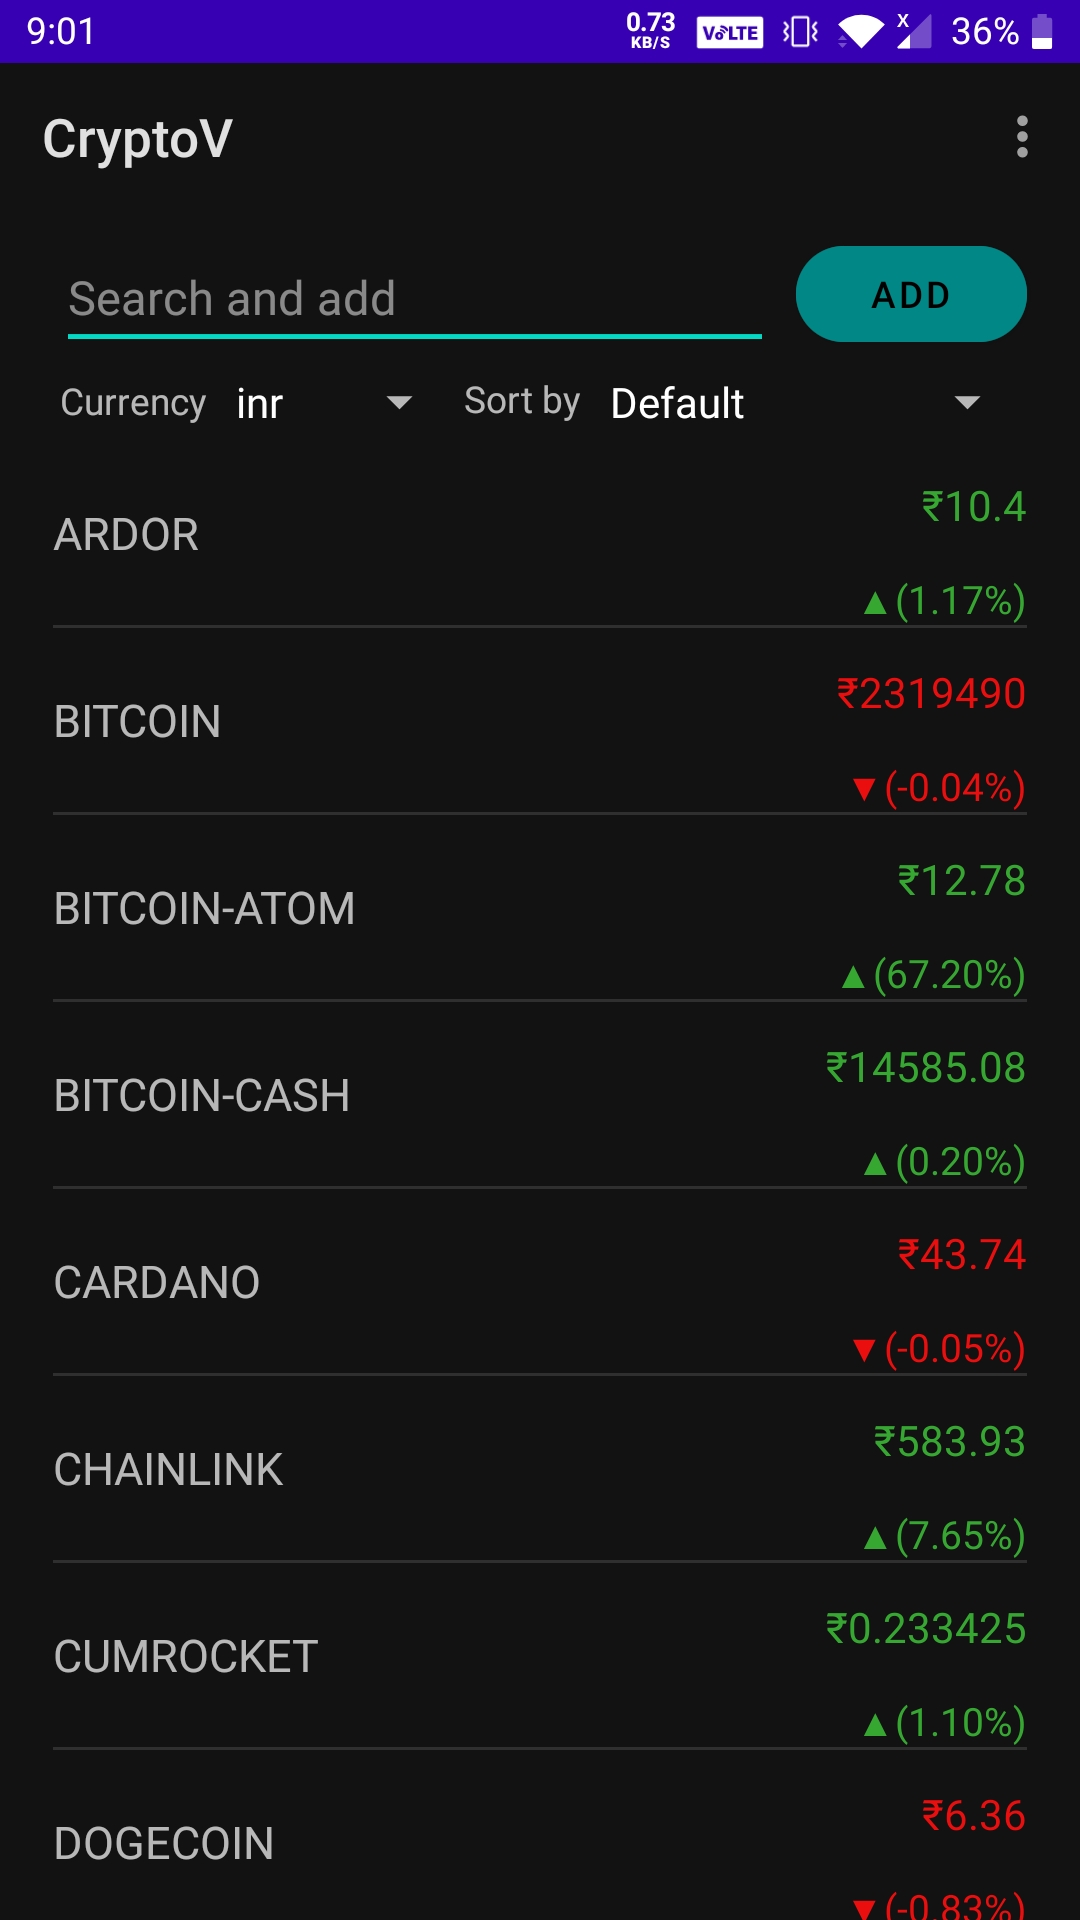 9:01 0.73 KB/S VoLTE X 36%
CryptoV
Search and add ADD
Currency inr Sort by Default
₹10.4
ARDOR
▲(1.17%)
₹2319490
BITCOIN
▼(-0.04%)
₹12.78
BITCOIN-ATOM
▲(67.20%)
₹14585.08
BITCOIN-CASH
▲(0.20%)
₹43.74
CARDANO
▼(-0.05%)
₹583.93
CHAINLINK
▲(7.65%)
₹0.233425
CUMROCKET
▲(1.10%)
₹6.36
DOGECOIN
▼(-0.83%)